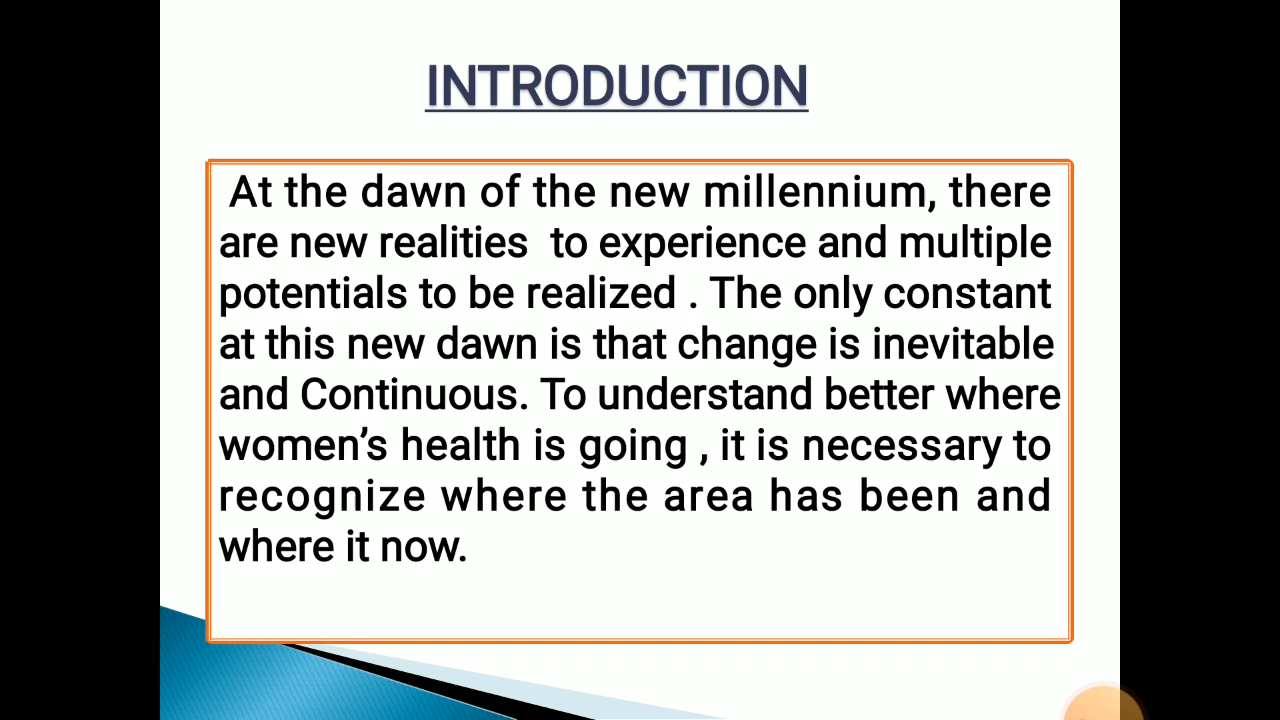 INTRODUCTION
At the dawn of the new millennium, there
are new realities  to experience and multiple
potentials to be realized . The only constant
at this new dawn is that change is inevitable
and Continuous. To understand better where
women’s health is going , it is necessary to
recognize where the area has been and
where it now.